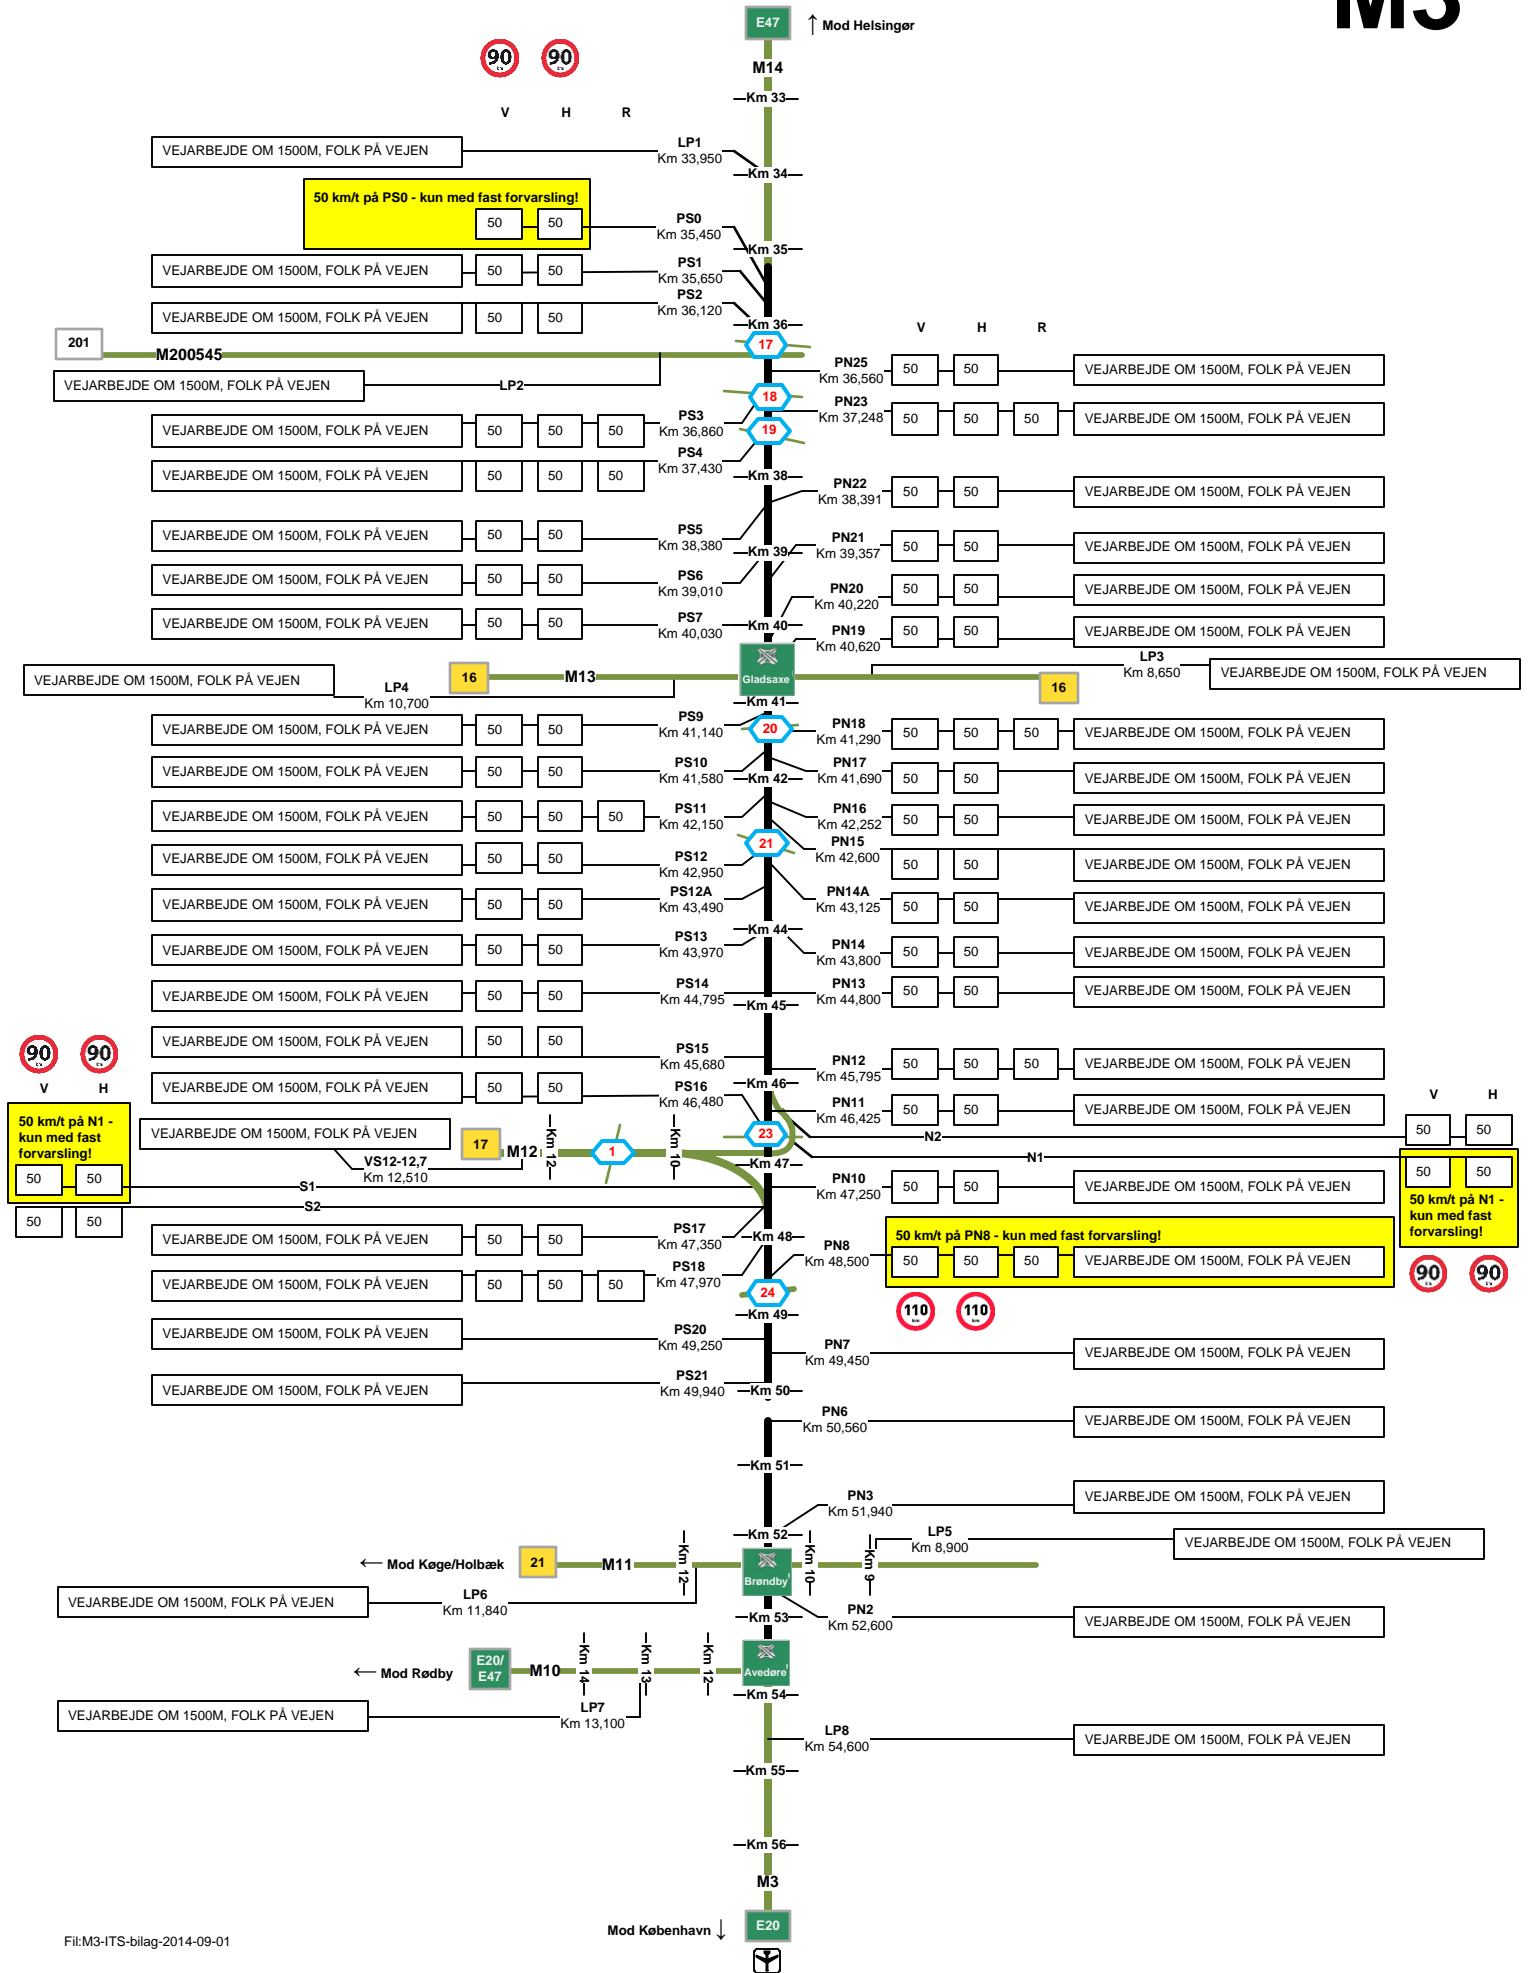 M3
E47
Mod Helsingør
90 90
M14
Km 33
V H R
VEJARBEJDE OM 1500M, FOLK PÅ VEJEN
LP1
Km 33,950
Km 34
50 km/t på PS0 - kun med fast forvarsling!
50 50
PS0
Km 35,450
Km 35
VEJARBEJDE OM 1500M, FOLK PÅ VEJEN 50 50
PS1
Km 35,650
VEJARBEJDE OM 1500M, FOLK PÅ VEJEN 50 50
PS2
Km 36,120
Km 36
V H R
17
201
M200545
VEJARBEJDE OM 1500M, FOLK PÅ VEJEN
LP2
PN25
Km 36,560
50 50 VEJARBEJDE OM 1500M, FOLK PÅ VEJEN
18
VEJARBEJDE OM 1500M, FOLK PÅ VEJEN 50 50 50
PS3
Km 36,860
PN23
Km 37,248
50 50 50 VEJARBEJDE OM 1500M, FOLK PÅ VEJEN
19
VEJARBEJDE OM 1500M, FOLK PÅ VEJEN 50 50 50
PS4
Km 37,430
Km 38
PN22
Km 38,391
50 50 VEJARBEJDE OM 1500M, FOLK PÅ VEJEN
VEJARBEJDE OM 1500M, FOLK PÅ VEJEN 50 50
PS5
Km 38,380
Km 39
PN21
Km 39,357
50 50 VEJARBEJDE OM 1500M, FOLK PÅ VEJEN
VEJARBEJDE OM 1500M, FOLK PÅ VEJEN 50 50
PS6
Km 39,010
PN20
Km 40,220
50 50 VEJARBEJDE OM 1500M, FOLK PÅ VEJEN
VEJARBEJDE OM 1500M, FOLK PÅ VEJEN 50 50
PS7
Km 40,030
Km 40
PN19
Km 40,620
50 50 VEJARBEJDE OM 1500M, FOLK PÅ VEJEN
VEJARBEJDE OM 1500M, FOLK PÅ VEJEN
LP4
Km 10,700
16
M13
Gladsaxe
16
LP3
Km 8,650
VEJARBEJDE OM 1500M, FOLK PÅ VEJEN
Km 41
VEJARBEJDE OM 1500M, FOLK PÅ VEJEN 50 50
PS9
Km 41,140
20
PN18
Km 41,290
50 50 50 VEJARBEJDE OM 1500M, FOLK PÅ VEJEN
VEJARBEJDE OM 1500M, FOLK PÅ VEJEN 50 50
PS10
Km 41,580
Km 42
PN17
Km 41,690
50 50 VEJARBEJDE OM 1500M, FOLK PÅ VEJEN
VEJARBEJDE OM 1500M, FOLK PÅ VEJEN 50 50 50
PS11
Km 42,150
PN16
Km 42,252
50 50 VEJARBEJDE OM 1500M, FOLK PÅ VEJEN
21
VEJARBEJDE OM 1500M, FOLK PÅ VEJEN 50 50
PS12
Km 42,950
PN15
Km 42,600
50 50 VEJARBEJDE OM 1500M, FOLK PÅ VEJEN
VEJARBEJDE OM 1500M, FOLK PÅ VEJEN 50 50
PS12A
Km 43,490
PN14A
Km 43,125
50 50 VEJARBEJDE OM 1500M, FOLK PÅ VEJEN
Km 44
VEJARBEJDE OM 1500M, FOLK PÅ VEJEN 50 50
PS13
Km 43,970
PN14
Km 43,800
50 50 VEJARBEJDE OM 1500M, FOLK PÅ VEJEN
VEJARBEJDE OM 1500M, FOLK PÅ VEJEN 50 50
PS14
Km 44,795
PN13
Km 44,800
50 50 VEJARBEJDE OM 1500M, FOLK PÅ VEJEN
Km 45
VEJARBEJDE OM 1500M, FOLK PÅ VEJEN 50 50
PS15
Km 45,680
PN12
Km 45,795
50 50 50 VEJARBEJDE OM 1500M, FOLK PÅ VEJEN
90 90
V H
VEJARBEJDE OM 1500M, FOLK PÅ VEJEN 50 50
PS16
Km 46,480
Km 46
PN11
Km 46,425
50 50 VEJARBEJDE OM 1500M, FOLK PÅ VEJEN
V H
50 50
50 km/t på N1 -
kun med fast
forvarsling!
50 50
50 50
VEJARBEJDE OM 1500M, FOLK PÅ VEJEN
VS12-12,7
Km 12,510
17
M12
Km 12
1
Km 10
23
N2
N1
Km 47
S1
S2
PN10
Km 47,250
50 50 VEJARBEJDE OM 1500M, FOLK PÅ VEJEN
50 50
50 km/t på N1 -
kun med fast
forvarsling!
90 90
VEJARBEJDE OM 1500M, FOLK PÅ VEJEN 50 50
PS17
Km 47,350
Km 48
50 km/t på PN8 - kun med fast forvarsling!
PN8
Km 48,500
50 50 50 VEJARBEJDE OM 1500M, FOLK PÅ VEJEN
110
km
110
km
VEJARBEJDE OM 1500M, FOLK PÅ VEJEN 50 50 50
PS18
Km 47,970
24
Km 49
VEJARBEJDE OM 1500M, FOLK PÅ VEJEN
PS20
Km 49,250
PN7
Km 49,450
VEJARBEJDE OM 1500M, FOLK PÅ VEJEN
VEJARBEJDE OM 1500M, FOLK PÅ VEJEN
PS21
Km 49,940
Km 50
PN6
Km 50,560
VEJARBEJDE OM 1500M, FOLK PÅ VEJEN
Km 51
PN3
Km 51,940
VEJARBEJDE OM 1500M, FOLK PÅ VEJEN
Km 52
LP5
Km 8,900
VEJARBEJDE OM 1500M, FOLK PÅ VEJEN
Mod Køge/Holbæk
21
M11
Km 12
Brøndby
Km 10
Km 9
VEJARBEJDE OM 1500M, FOLK PÅ VEJEN
LP6
Km 11,840
Km 53
PN2
Km 52,600
VEJARBEJDE OM 1500M, FOLK PÅ VEJEN
Mod Rødby
E20/
E47
M10
Km 14
Km 13
Km 12
Avedøre
Km 54
VEJARBEJDE OM 1500M, FOLK PÅ VEJEN
LP7
Km 13,100
LP8
Km 54,600
VEJARBEJDE OM 1500M, FOLK PÅ VEJEN
Km 55
Km 56
M3
Mod København
E20
Fil:M3-ITS-bilag-2014-09-01